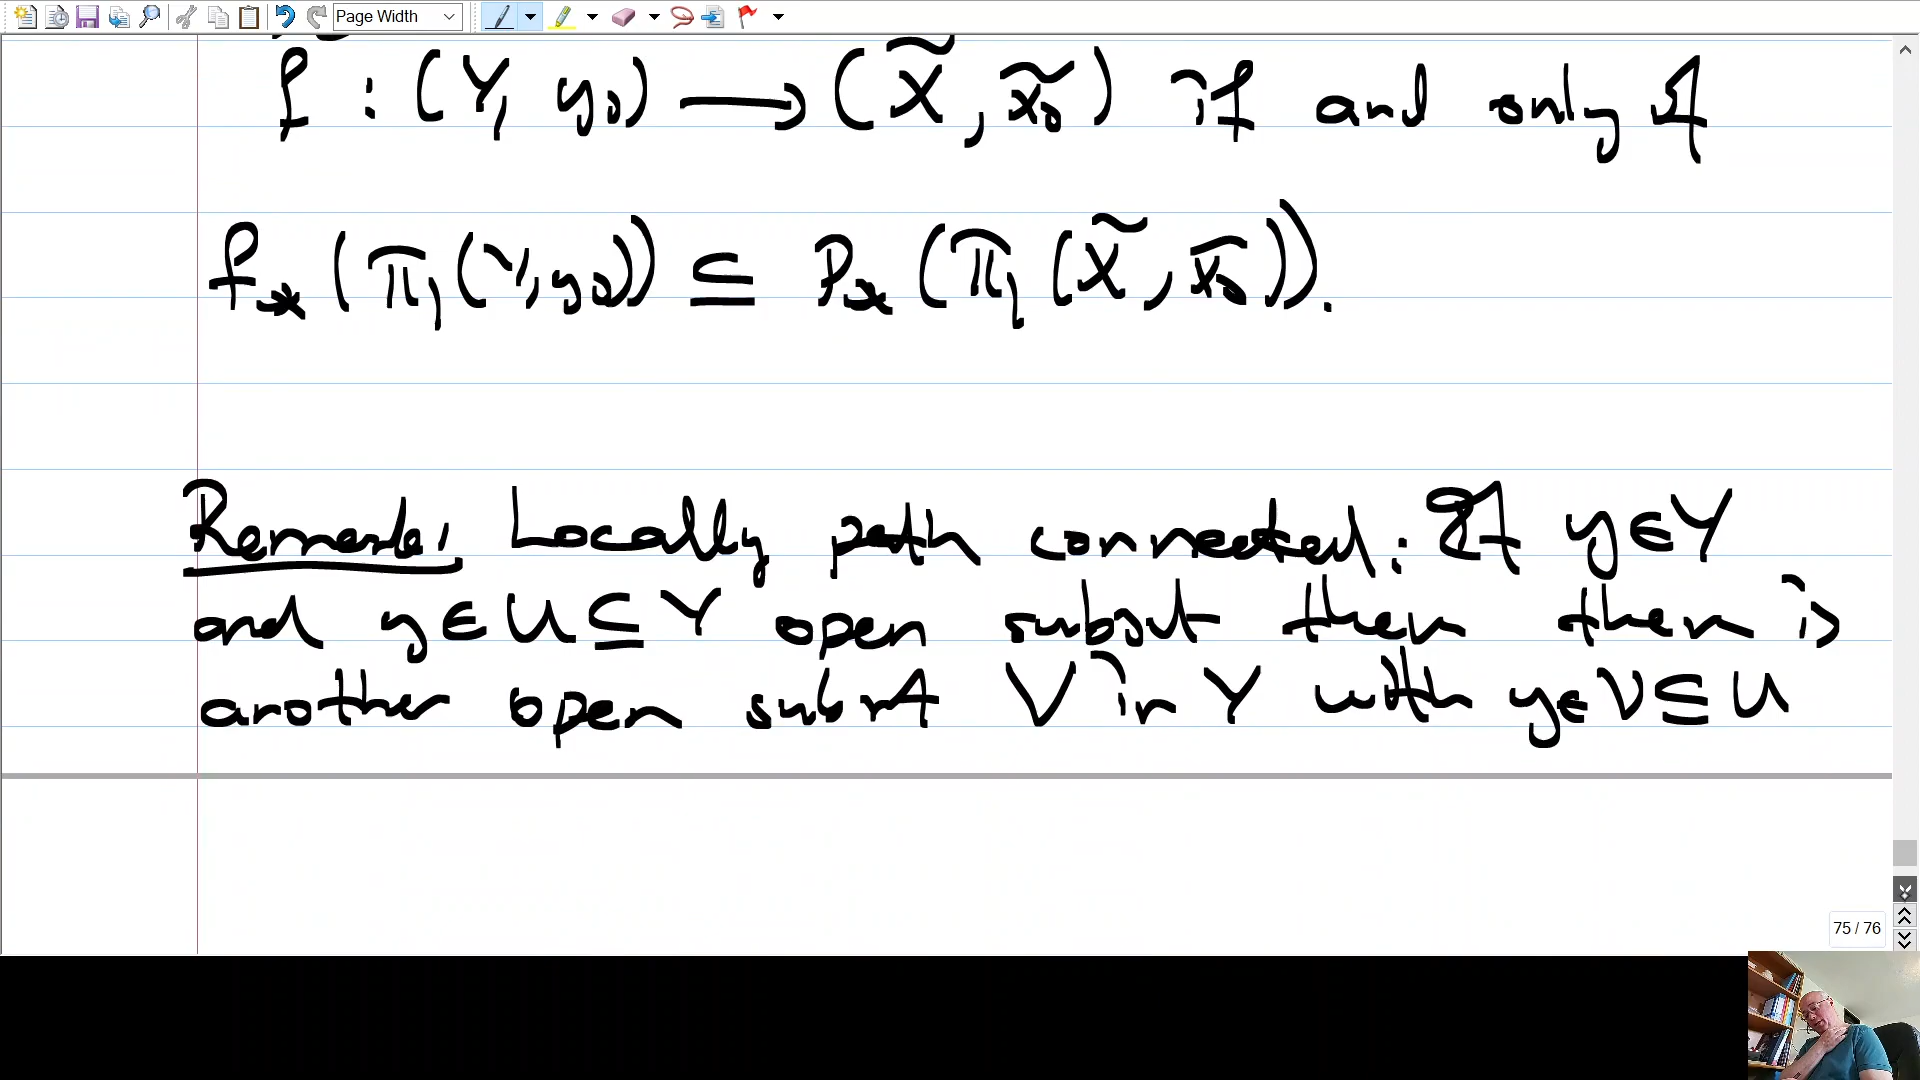 Page Width
f̃ : (Y, y₀) ⟶ (X̃, x̃₀) if and only if
f_*(π₁(Y, y₀)) ⊆ p_*(π₁(X̃, x̃₀)).
Remark: Locally path connected: If y ∈ Y
and y ∈ U ⊆ Y open subset then there is
another open subset V in Y with y ∈ V ⊆ U
75 / 76